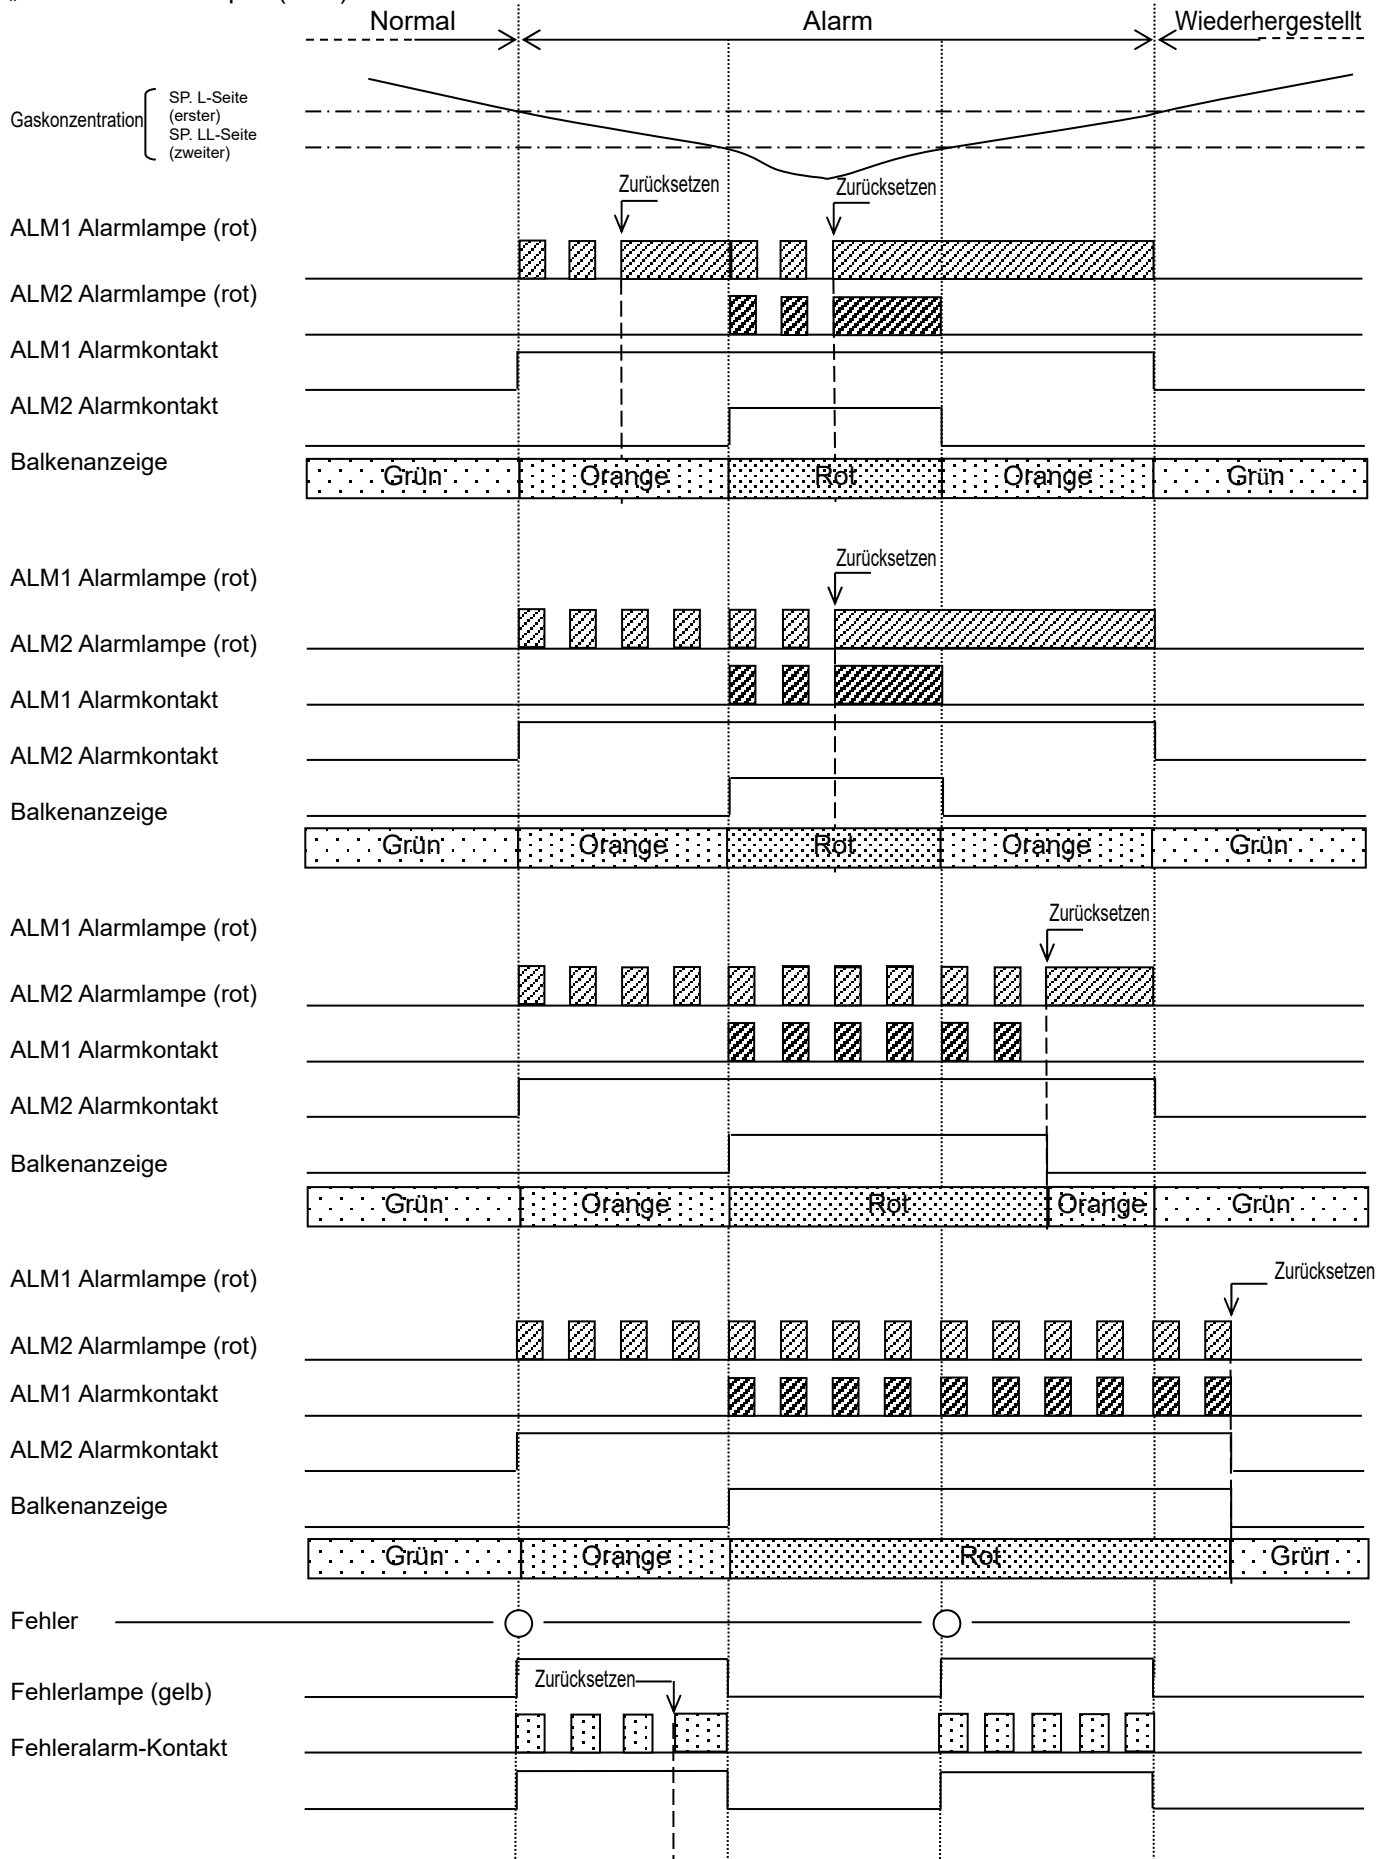 Normal Alarm Wiederhergestellt
Gaskonzentration
SP. L-Seite
(erster)
SP. LL-Seite
(zweiter)
Zurücksetzen Zurücksetzen
ALM1 Alarmlampe (rot)
ALM2 Alarmlampe (rot)
ALM1 Alarmkontakt
ALM2 Alarmkontakt
Balkenanzeige
Grün Orange Rot Orange Grün
Zurücksetzen
ALM1 Alarmlampe (rot)
ALM2 Alarmlampe (rot)
ALM1 Alarmkontakt
ALM2 Alarmkontakt
Balkenanzeige
Grün Orange Rot Orange Grün
Zurücksetzen
ALM1 Alarmlampe (rot)
ALM2 Alarmlampe (rot)
ALM1 Alarmkontakt
ALM2 Alarmkontakt
Balkenanzeige
Grün Orange Rot Orange Grün
Zurücksetzen
ALM1 Alarmlampe (rot)
ALM2 Alarmlampe (rot)
ALM1 Alarmkontakt
ALM2 Alarmkontakt
Balkenanzeige
Grün Orange Rot Grün
Fehler
Zurücksetzen
Fehlerlampe (gelb)
Fehleralarm-Kontakt